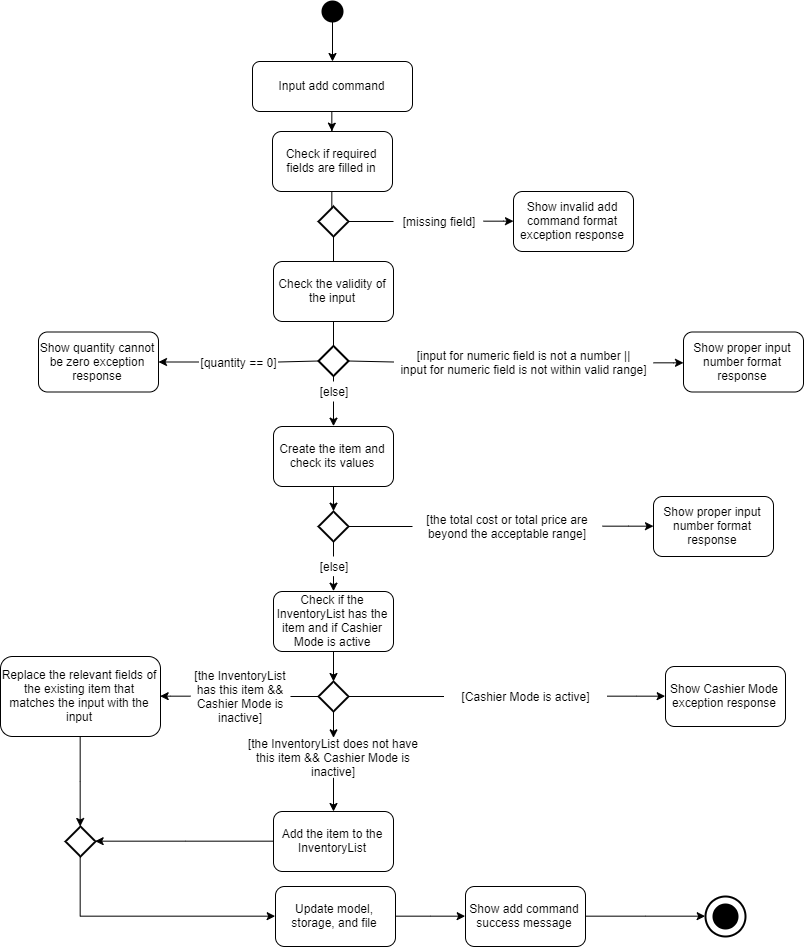 Input add command
Check if required
fields are filled in
[missing field]
Show invalid add
command format
exception response
Check the validity of
the input
Show quantity cannot
be zero exception
response
[quantity == 0]
[input for numeric field is not a number ||
input for numeric field is not within valid range]
Show proper input
number format
response
[else]
Create the item and
check its values
[the total cost or total price are
beyond the acceptable range]
Show proper input
number format
response
[else]
Check if the
InventoryList has the
item and if Cashier
Mode is active
Replace the relevant fields of
the existing item that
matches the input with the
input
[the InventoryList
has this item &&
Cashier Mode is
inactive]
[Cashier Mode is active]
Show Cashier Mode
exception response
[the InventoryList does not have
this item && Cashier Mode is
inactive]
Add the item to the
InventoryList
Update model,
storage, and file
Show add command
success message